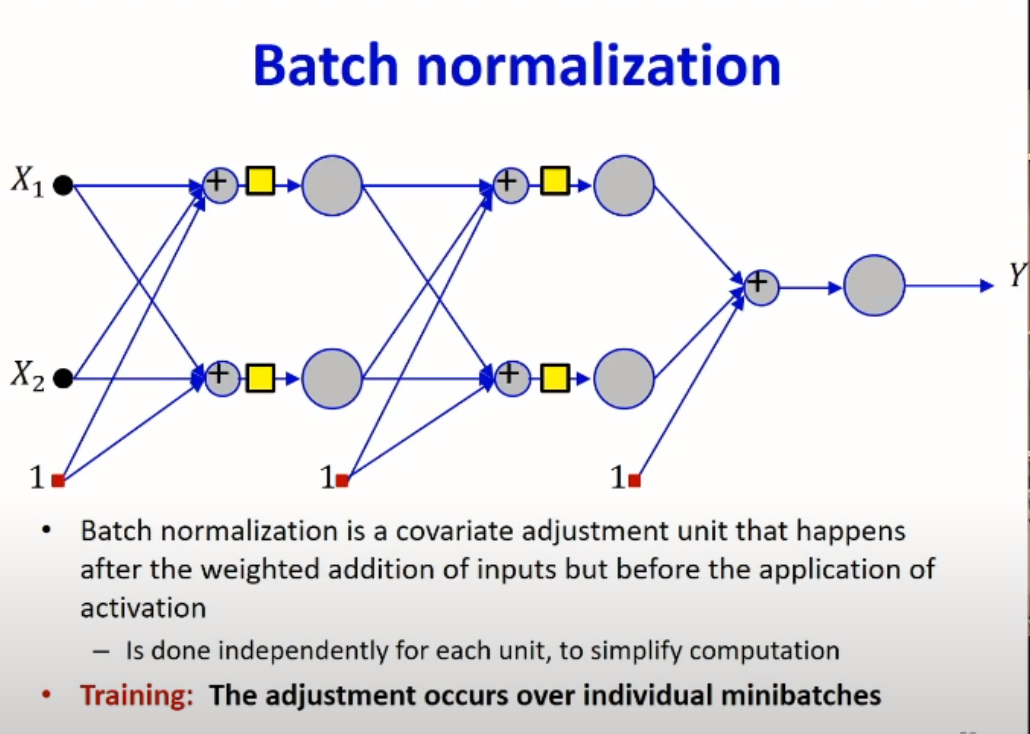 Batch normalization
X₁
+
+
+
Y
X₂
+
+
1
1
1
• Batch normalization is a covariate adjustment unit that happens
after the weighted addition of inputs but before the application of
activation
– Is done independently for each unit, to simplify computation
• Training: The adjustment occurs over individual minibatches